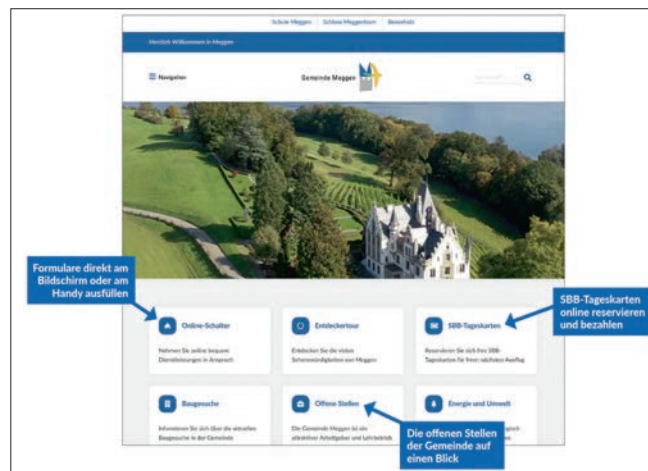 Schule Meggen Schloss Meggenhorn Benzeholz
Herzlich Willkommen in Meggen
Navigation
Gemeinde Meggen
Formulare direkt am
Bildschirm oder am
Handy ausfüllen
SBB-Tageskarten
online reservieren
und bezahlen
Online-Schalter
Nehmen Sie online bequem
Dienstleistungen in Anspruch
Entdeckertour
Entdecken Sie die vielen
Sehenswürdigkeiten von Meggen
SBB-Tageskarten
Reservieren Sie sich Ihre SBB-
Tageskarten für Ihren nächsten Ausflug
Baugesuche
Informieren Sie sich über die aktuellen
Baugesuche in der Gemeinde
Offene Stellen
Die Gemeinde Meggen ist ein
attraktiver Arbeitgeber und Lehrbetrieb
Energie und Umwelt
Die offenen Stellen
der Gemeinde auf
einen Blick